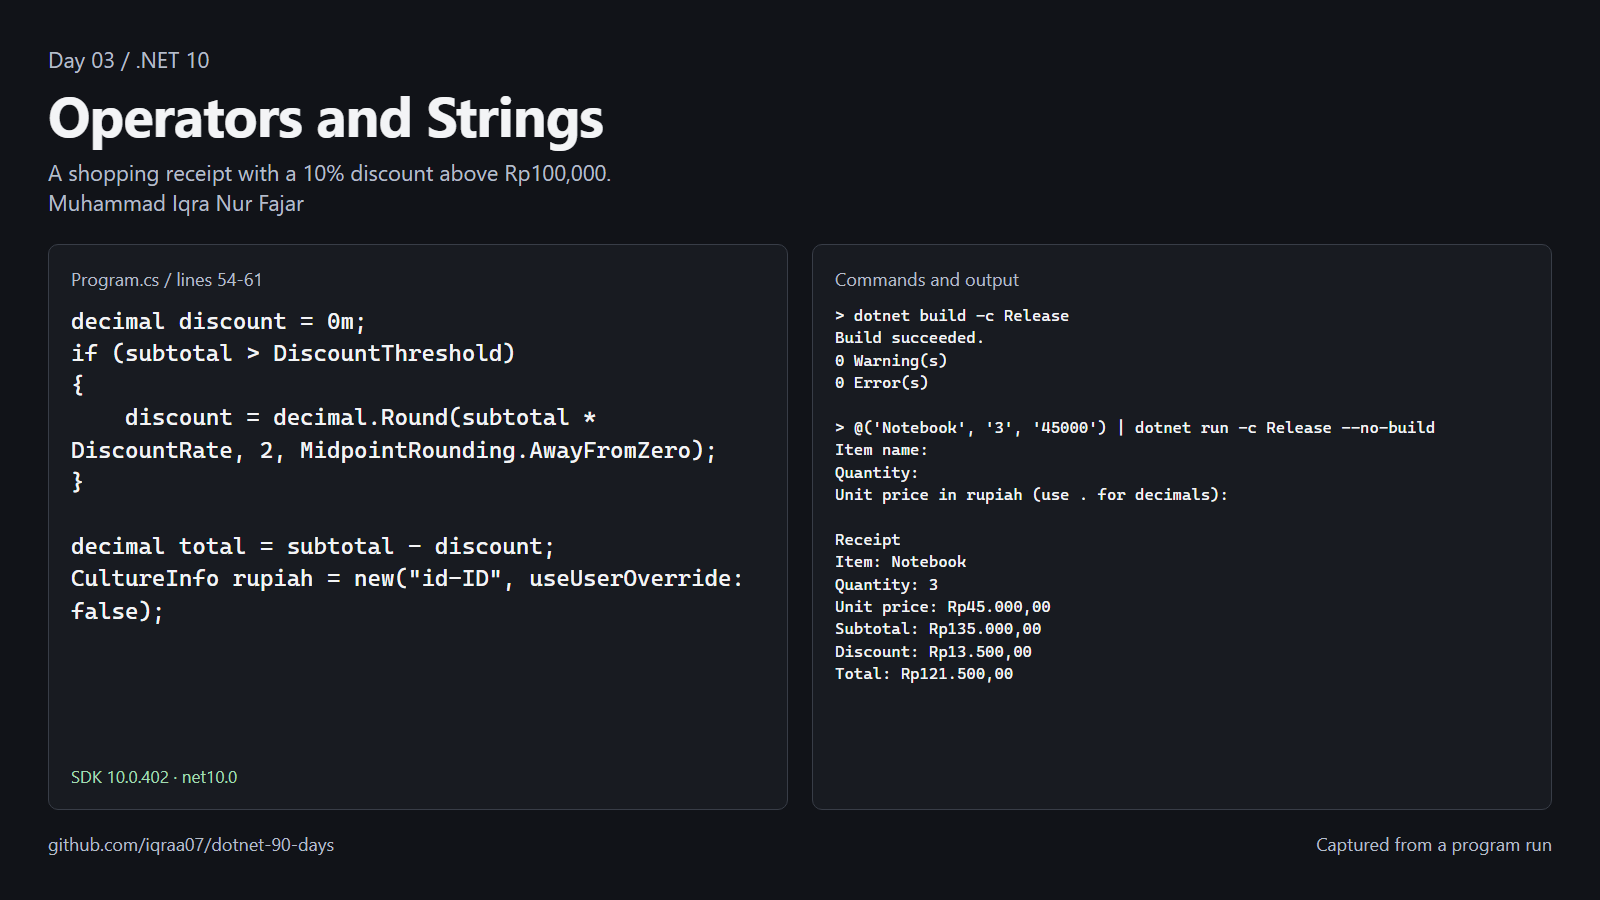 Day 03 / .NET 10
Operators and Strings
A shopping receipt with a 10% discount above Rp100,000.
Muhammad Iqra Nur Fajar
Program.cs / lines 54-61
decimal discount = 0m;
if (subtotal > DiscountThreshold)
{
    discount = decimal.Round(subtotal *
DiscountRate, 2, MidpointRounding.AwayFromZero);
}
decimal total = subtotal - discount;
CultureInfo rupiah = new("id-ID", useUserOverride:
false);
SDK 10.0.402 · net10.0
Commands and output
> dotnet build -c Release
Build succeeded.
0 Warning(s)
0 Error(s)
> @('Notebook', '3', '45000') | dotnet run -c Release --no-build
Item name:
Quantity:
Unit price in rupiah (use . for decimals):
Receipt
Item: Notebook
Quantity: 3
Unit price: Rp45.000,00
Subtotal: Rp135.000,00
Discount: Rp13.500,00
Total: Rp121.500,00
github.com/iqraa07/dotnet-90-days
Captured from a program run